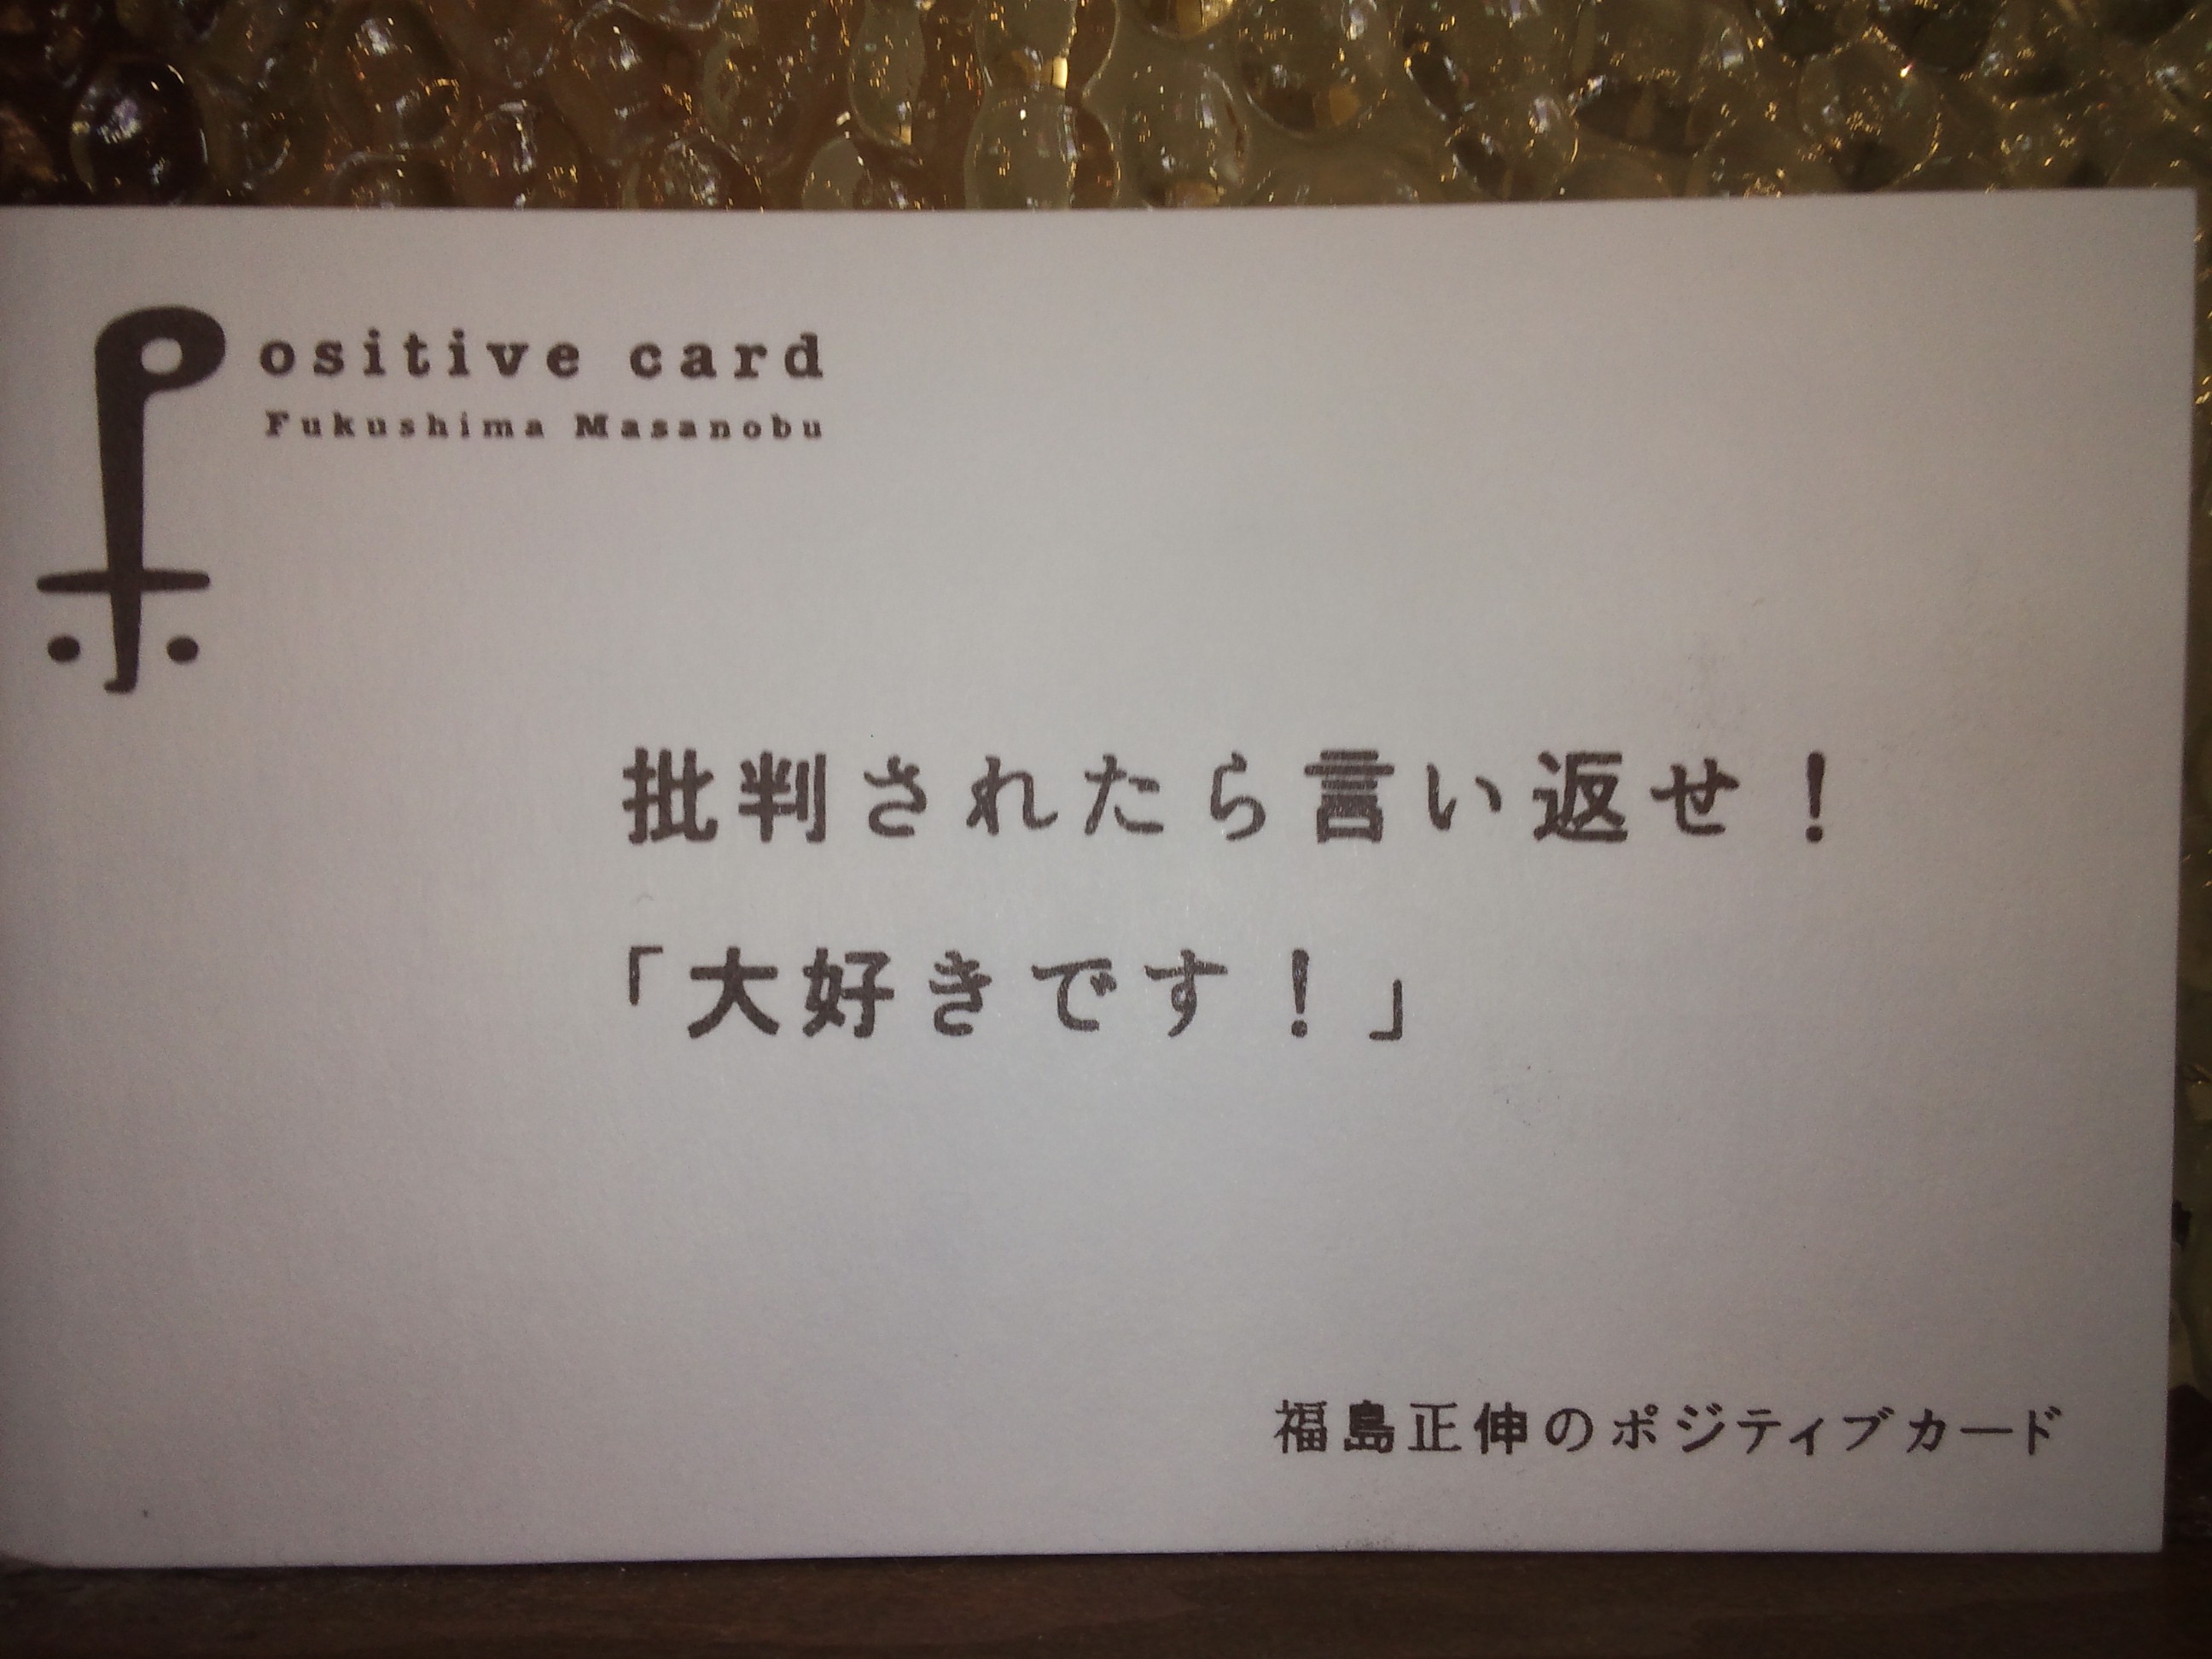 Positive card
Fukushima Masanobu
批判されたら言い返せ！
「大好きです！」
福島正伸のポジティブカード